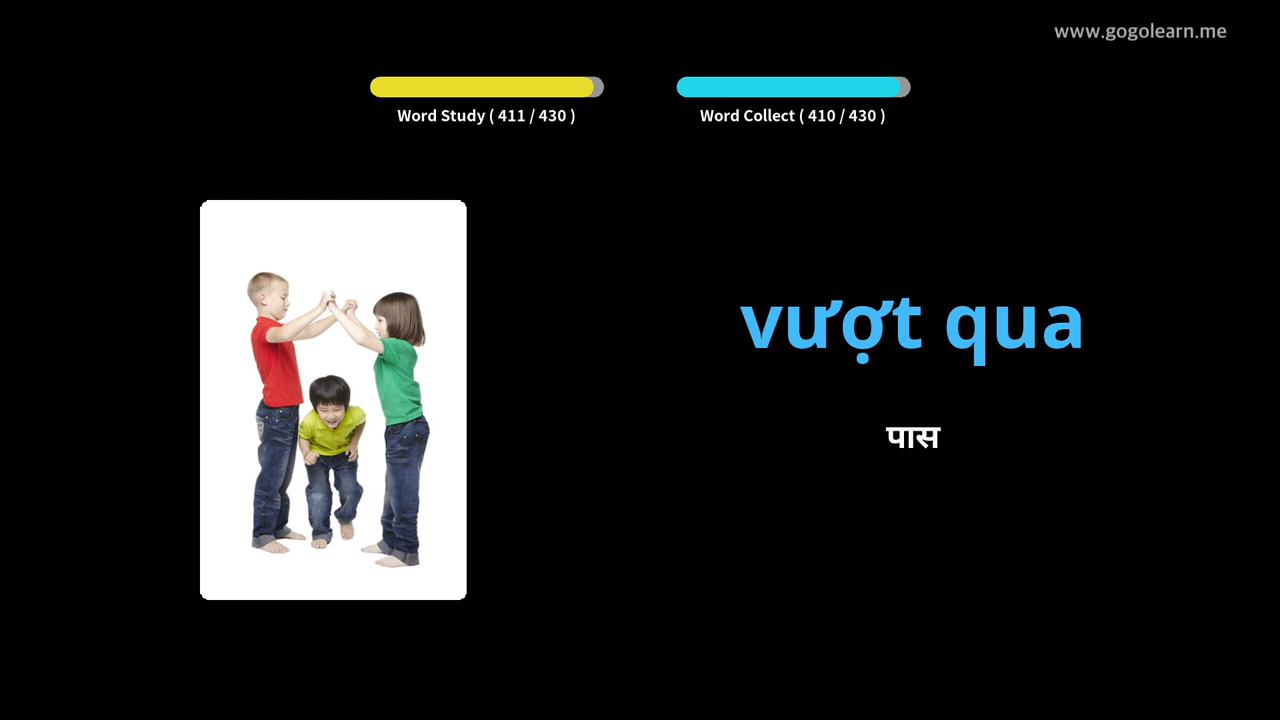 www.gogolearn.me
Word Study ( 411 / 430 )
Word Collect ( 410 / 430 )
vượt qua
पास